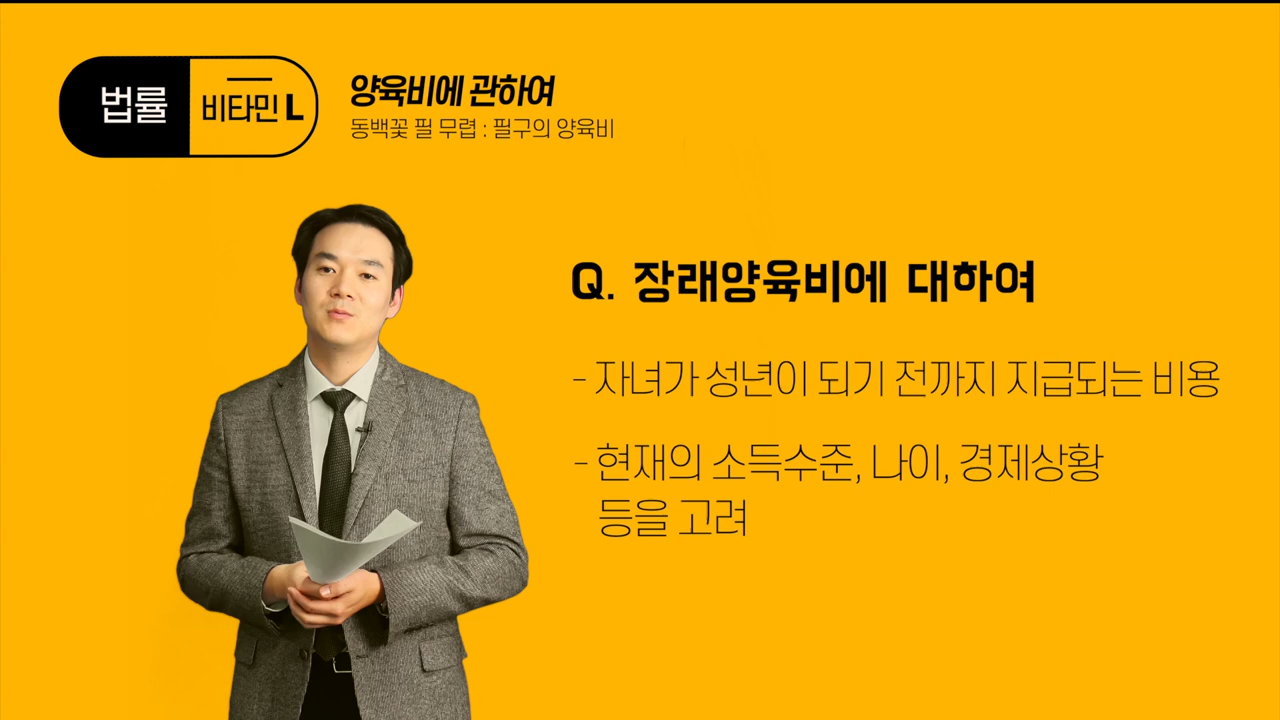 법률 비타민 L
양육비에 관하여
동백꽃 필 무렵 : 필구의 양육비
Q. 장래양육비에 대하여
- 자녀가 성년이 되기 전까지 지급되는 비용
- 현재의 소득수준, 나이, 경제상황
등을 고려